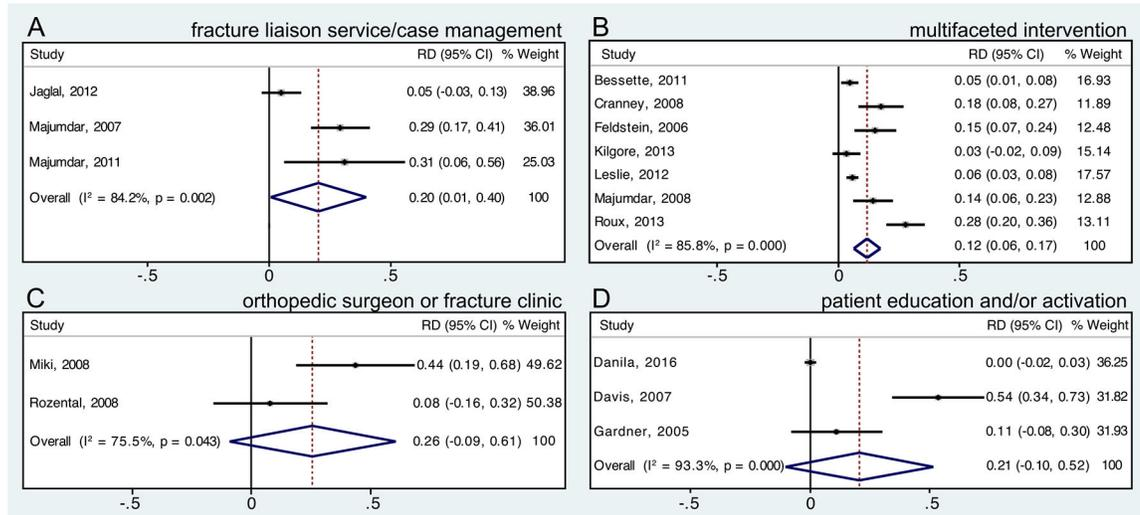 A fracture liaison service/case management
Study RD (95% CI) % Weight
Jaglal, 2012 0.05 (-0.03, 0.13) 38.96
Majumdar, 2007 0.29 (0.17, 0.41) 36.01
Majumdar, 2011 0.31 (0.06, 0.56) 25.03
Overall (I² = 84.2%, p = 0.002) 0.20 (0.01, 0.40) 100
-.5 0 .5
B multifaceted intervention
Study RD (95% CI) % Weight
Bessette, 2011 0.05 (0.01, 0.08) 16.93
Cranney, 2008 0.18 (0.08, 0.27) 11.89
Feldstein, 2006 0.15 (0.07, 0.24) 12.48
Kilgore, 2013 0.03 (-0.02, 0.09) 15.14
Leslie, 2012 0.06 (0.03, 0.08) 17.57
Majumdar, 2008 0.14 (0.06, 0.23) 12.88
Roux, 2013 0.28 (0.20, 0.36) 13.11
Overall (I² = 85.8%, p = 0.000) 0.12 (0.06, 0.17) 100
-.5 0 .5
C orthopedic surgeon or fracture clinic
Study RD (95% CI) % Weight
Miki, 2008 0.44 (0.19, 0.68) 49.62
Rozental, 2008 0.08 (-0.16, 0.32) 50.38
Overall (I² = 75.5%, p = 0.043) 0.26 (-0.09, 0.61) 100
-.5 0 .5
D patient education and/or activation
Study RD (95% CI) % Weight
Danila, 2016 0.00 (-0.02, 0.03) 36.25
Davis, 2007 0.54 (0.34, 0.73) 31.82
Gardner, 2005 0.11 (-0.08, 0.30) 31.93
Overall (I² = 93.3%, p = 0.000) 0.21 (-0.10, 0.52) 100
-.5 0 .5